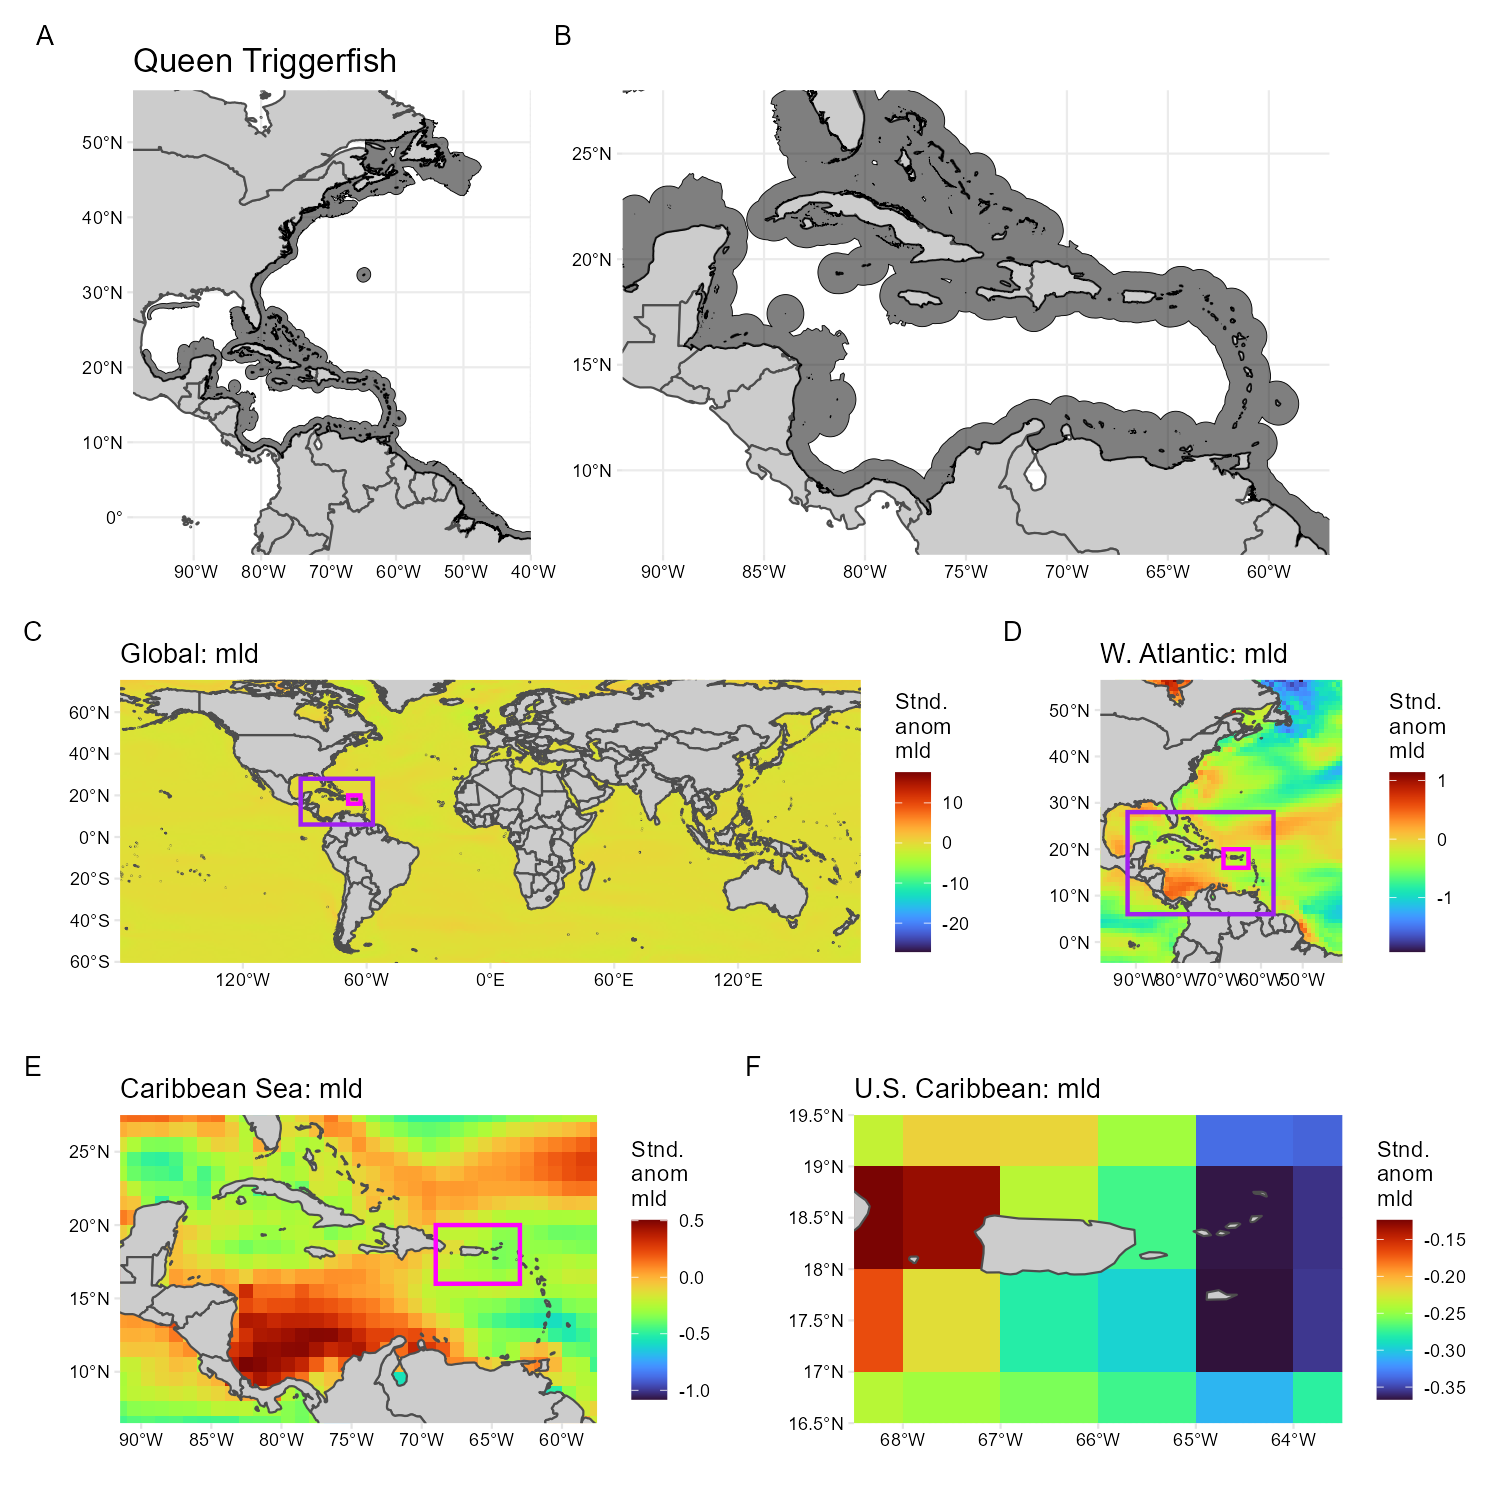 A
Queen Triggerfish
50°N
40°N
30°N
20°N
10°N
0°
90°W 80°W 70°W 60°W 50°W 40°W
B
25°N
20°N
15°N
10°N
90°W 85°W 80°W 75°W 70°W 65°W 60°W
C
Global: mld
60°N
40°N
20°N
0°N
20°S
40°S
60°S
120°W 60°W 0°E 60°E 120°E
Stnd.
anom
mld
10
0
-10
-20
D
W. Atlantic: mld
50°N
40°N
30°N
20°N
10°N
0°N
90°W 80°W 70°W 60°W 50°W
Stnd.
anom
mld
1
0
-1
E
Caribbean Sea: mld
25°N
20°N
15°N
10°N
90°W 85°W 80°W 75°W 70°W 65°W 60°W
Stnd.
anom
mld
0.5
0.0
-0.5
-1.0
F
U.S. Caribbean: mld
19.5°N
19°N
18.5°N
18°N
17.5°N
17°N
16.5°N
68°W 67°W 66°W 65°W 64°W
Stnd.
anom
mld
-0.15
-0.20
-0.25
-0.30
-0.35